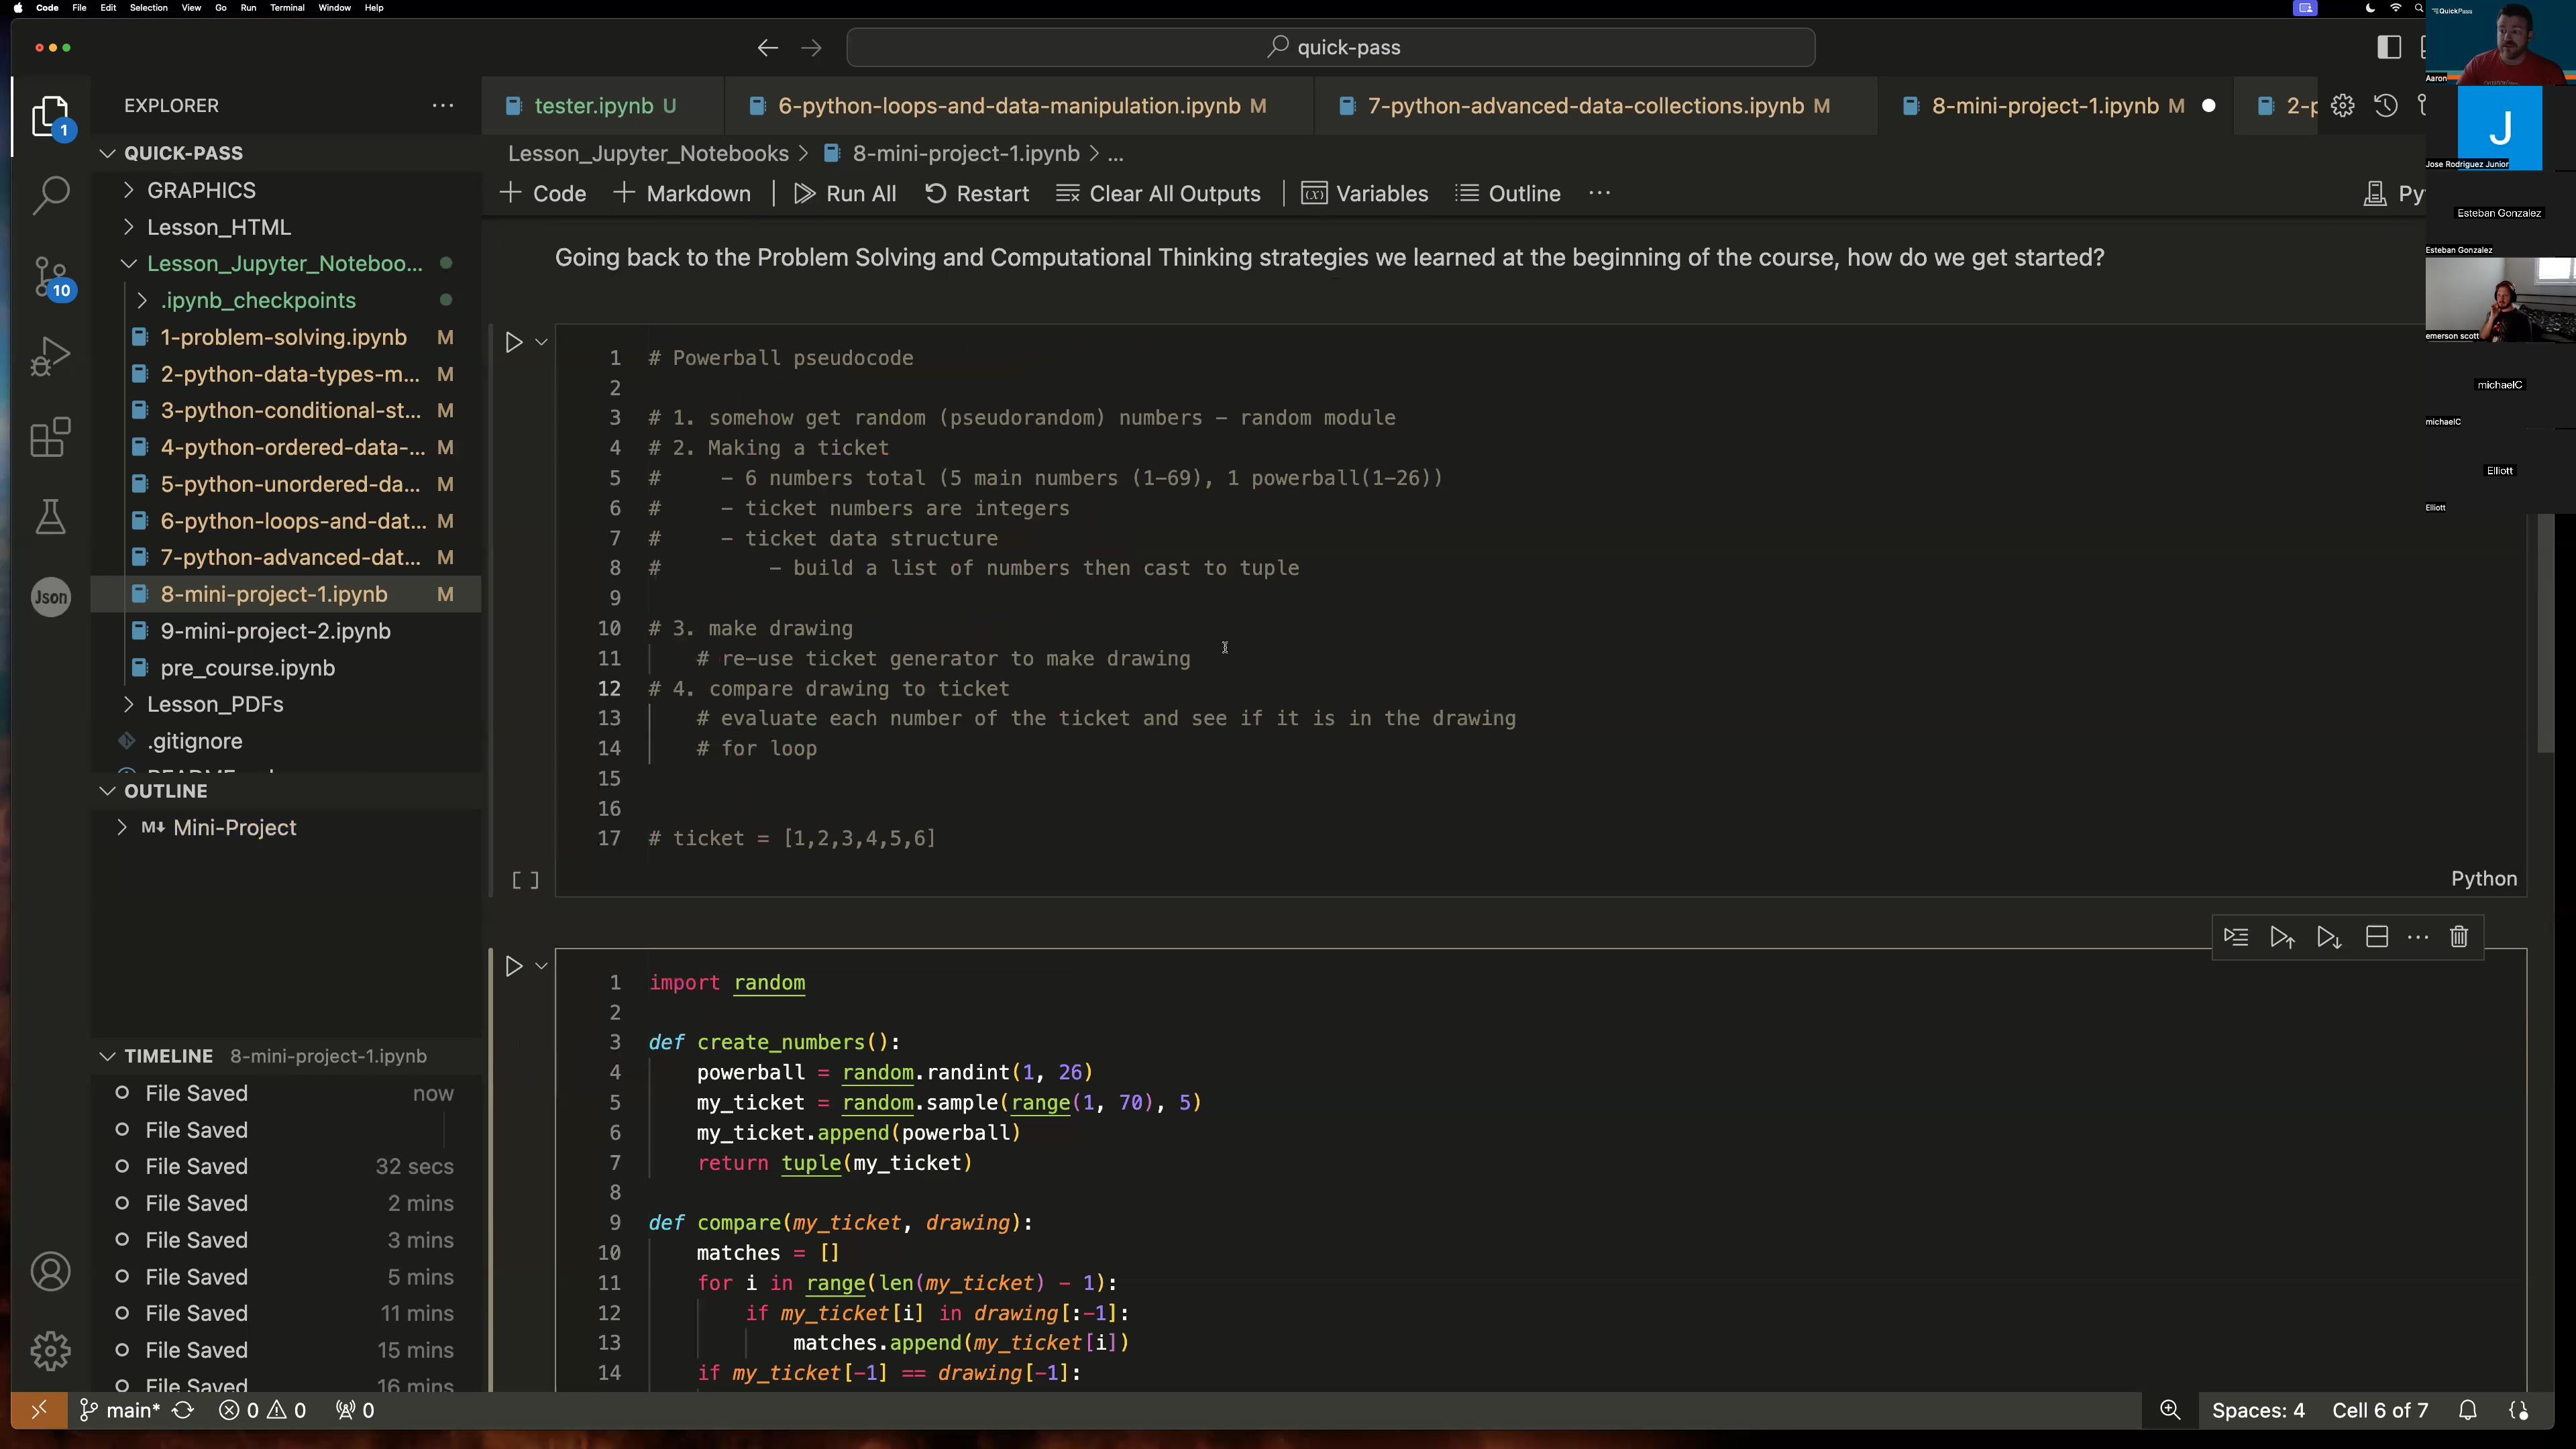 Code File Edit Selection View Go Run Terminal Window Help
quick-pass
EXPLORER
QUICK-PASS
GRAPHICS
Lesson_HTML
Lesson_Jupyter_Noteboo...
.ipynb_checkpoints
1-problem-solving.ipynb M
2-python-data-types-m... M
3-python-conditional-st... M
4-python-ordered-data-... M
5-python-unordered-da... M
6-python-loops-and-dat... M
7-python-advanced-dat... M
8-mini-project-1.ipynb M
9-mini-project-2.ipynb
pre_course.ipynb
Lesson_PDFs
.gitignore
OUTLINE
Mini-Project
TIMELINE 8-mini-project-1.ipynb
File Saved now
File Saved
File Saved 32 secs
File Saved 2 mins
File Saved 3 mins
File Saved 5 mins
File Saved 11 mins
File Saved 15 mins
File Saved 16 mins
1
10
Json
tester.ipynb U
6-python-loops-and-data-manipulation.ipynb M
7-python-advanced-data-collections.ipynb M
8-mini-project-1.ipynb M
2-p
Lesson_Jupyter_Notebooks > 8-mini-project-1.ipynb > ...
+ Code + Markdown | Run All Restart Clear All Outputs | Variables Outline ... Py
Going back to the Problem Solving and Computational Thinking strategies we learned at the beginning of the course, how do we get started?
1 # Powerball pseudocode
2
3 # 1. somehow get random (pseudorandom) numbers - random module
4 # 2. Making a ticket
5 #     - 6 numbers total (5 main numbers (1-69), 1 powerball(1-26))
6 #     - ticket numbers are integers
7 #     - ticket data structure
8 #         - build a list of numbers then cast to tuple
9
10 # 3. make drawing
11     # re-use ticket generator to make drawing
12 # 4. compare drawing to ticket
13     # evaluate each number of the ticket and see if it is in the drawing
14     # for loop
15
16
17 # ticket = [1,2,3,4,5,6]
[ ]
Python
1 import random
2
3 def create_numbers():
4     powerball = random.randint(1, 26)
5     my_ticket = random.sample(range(1, 70), 5)
6     my_ticket.append(powerball)
7     return tuple(my_ticket)
8
9 def compare(my_ticket, drawing):
10     matches = []
11     for i in range(len(my_ticket) - 1):
12         if my_ticket[i] in drawing[:-1]:
13             matches.append(my_ticket[i])
14     if my_ticket[-1] == drawing[-1]:
main* 0 0 0
Spaces: 4 Cell 6 of 7
QuickPass
Aaron
J
Jose Rodriguez Junior
Esteban Gonzalez
Esteban Gonzalez
emerson scott
michaelC
michaelC
Elliott
Elliott